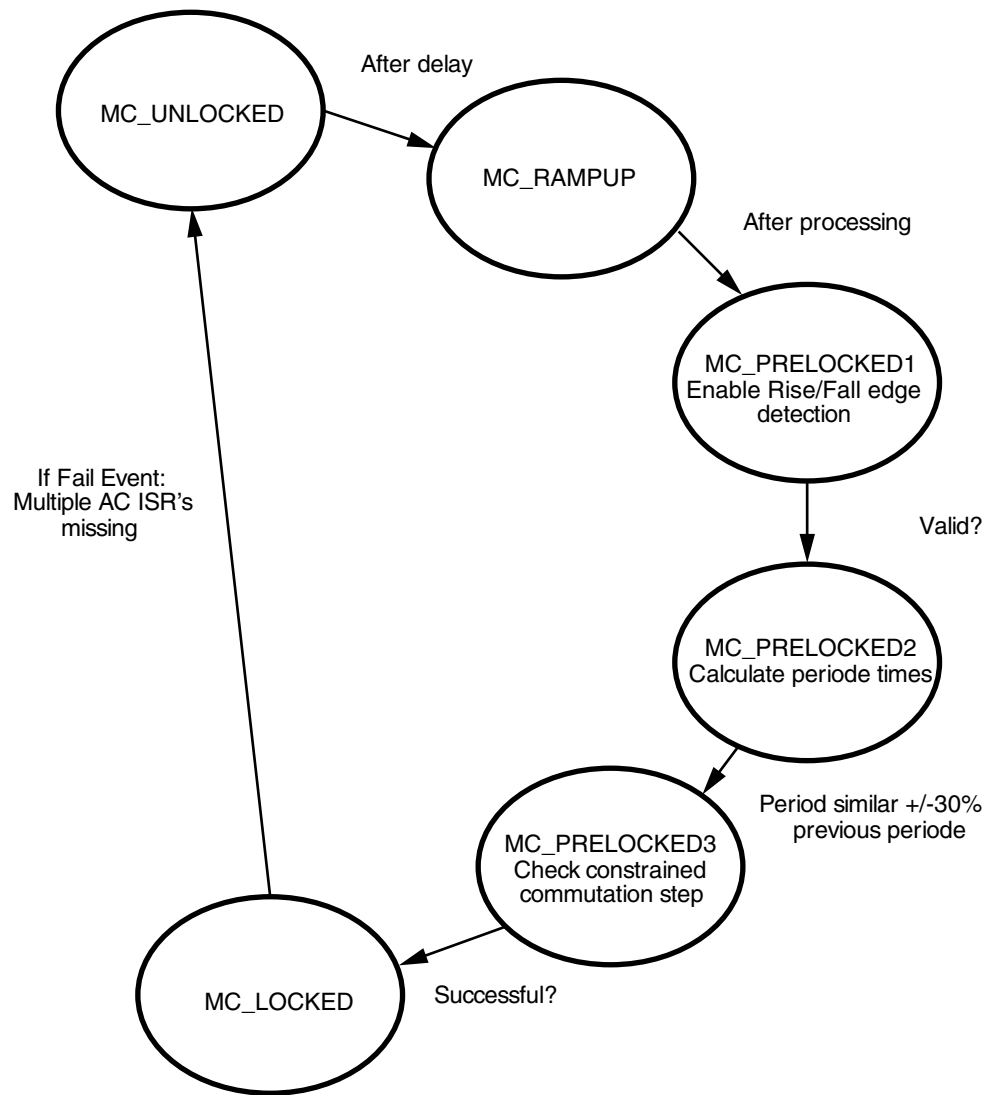 After delay
MC_UNLOCKED
MC_RAMPUP
After processing
MC_PRELOCKED1
Enable Rise/Fall edge
detection
If Fail Event:
Multiple AC ISR's
missing
Valid?
MC_PRELOCKED2
Calculate periode times
Period similar +/-30%
previous periode
MC_PRELOCKED3
Check constrained
commutation step
Successful?
MC_LOCKED